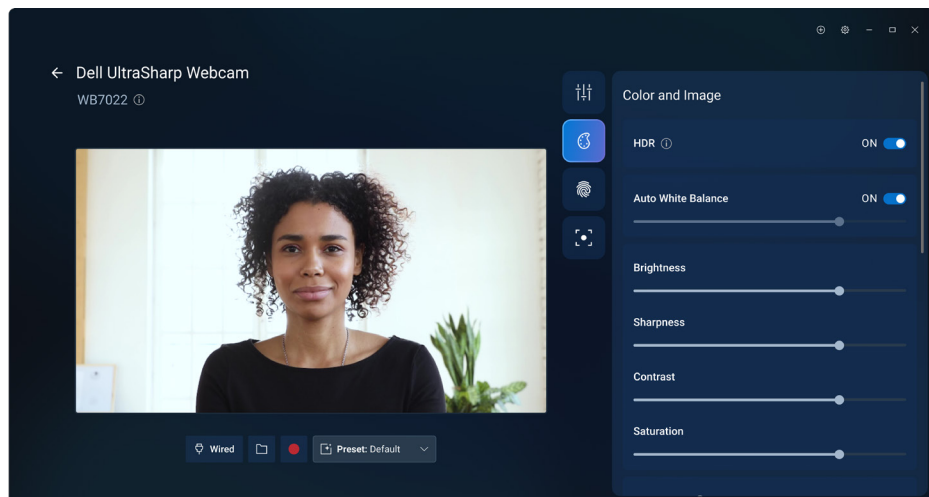 Dell UltraSharp Webcam
WB7022
Color and Image
HDR
ON
Auto White Balance
ON
Brightness
Sharpness
Contrast
Saturation
Wired
Preset: Default